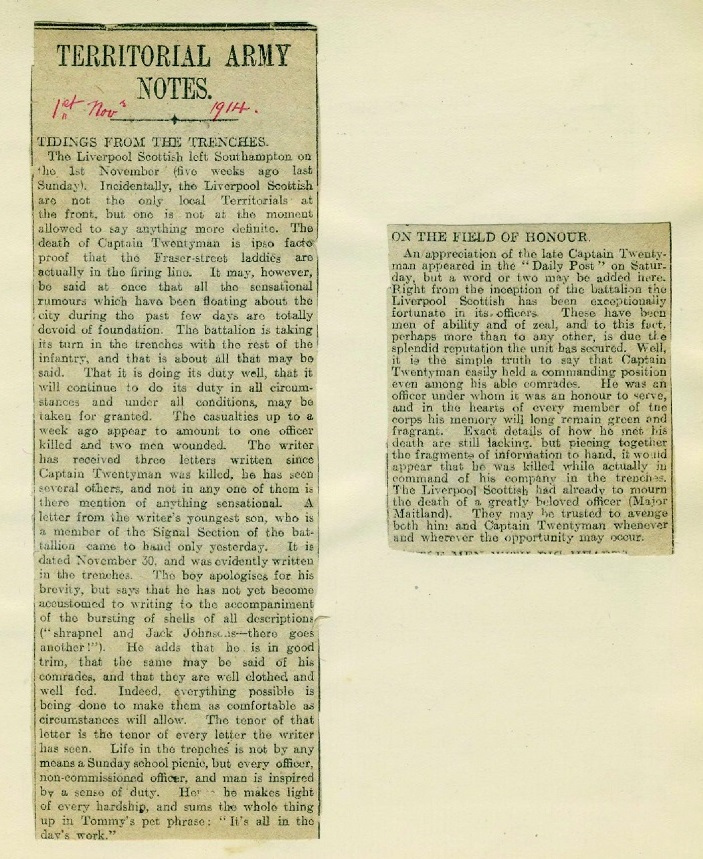 TERRITORIAL ARMY
NOTES.
1st Novr 1914.
TIDINGS FROM THE TRENCHES.
The Liverpool Scottish left Southampton on
the 1st November (five weeks ago last
Sunday). Incidentally, the Liverpool Scottish
are not the only local Territorials at
the front, but one is not at the moment
allowed to say anything more definite. The
death of Captain Twentyman is ipso facto
proof that the Fraser-street laddies are
actually in the firing line. It may, however,
be said at once that all the sensational
rumours which have been floating about the
city during the past few days are totally
devoid of foundation. The battalion is taking
its turn in the trenches with the rest of the
infantry, and that is about all that may be
said. That it is doing its duty well, that it
will continue to do its duty in all circum-
stances and under all conditions, may be
taken for granted. The casualties up to a
week ago appear to amount to one officer
killed and two men wounded. The writer
has received three letters written since
Captain Twentyman was killed, he has seen
several others, and not in any one of them is
there mention of anything sensational. A
letter from the writer's youngest son, who is
a member of the Signal Section of the bat-
talion came to hand only yesterday. It is
dated November 30, and was evidently written
in the trenches. The boy apologises for his
brevity, but says that he has not yet become
accustomed to writing to the accompaniment
of the bursting of shells of all descriptions
("shrapnel and Jack Johnsons—there goes
another!"). He adds that he is in good
trim, that the same may be said of his
comrades, and that they are well clothed and
well fed. Indeed, everything possible is
being done to make them as comfortable as
circumstances will allow. The tenor of that
letter is the tenor of every letter the writer
has seen. Life in the trenches is not by any
means a Sunday school picnic, but every officer,
non-commissioned officer, and man is inspired
by a sense of duty. he makes light
of every hardship, and sums the whole thing
up in Tommy's pet phrase: "It's all in the
day's work."
ON THE FIELD OF HONOUR.
An appreciation of the late Captain Twenty-
man appeared in the "Daily Post" on Satur-
day, but a word or two may be added here.
Right from the inception of the battalion the
Liverpool Scottish has been exceptionally
fortunate in its officers. These have been
men of ability and of zeal, and to this fact,
perhaps more than to any other, is due the
splendid reputation the unit has secured. Well,
it is the simple truth to say that Captain
Twentyman easily held a commanding position
even among his able comrades. He was an
officer under whom it was an honour to serve,
and in the hearts of every member of the
corps his memory will long remain green and
fragrant. Exact details of how he met his
death are still lacking, but piecing together
the fragments of information to hand, it would
appear that he was killed while actually in
command of his company in the trenches.
The Liverpool Scottish had already to mourn
the death of a greatly beloved officer (Major
Maitland). They may be trusted to avenge
both him and Captain Twentyman whenever
and wherever the opportunity may occur.